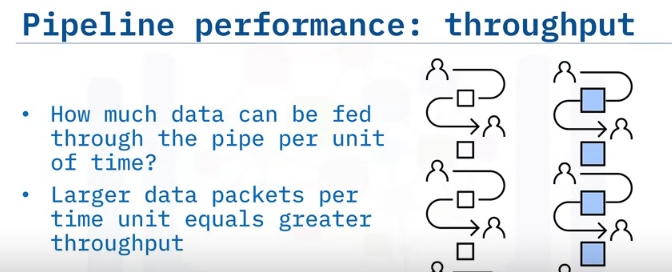 Pipeline performance: throughput
• How much data can be fed
through the pipe per unit
of time?
• Larger data packets per
time unit equals greater
throughput